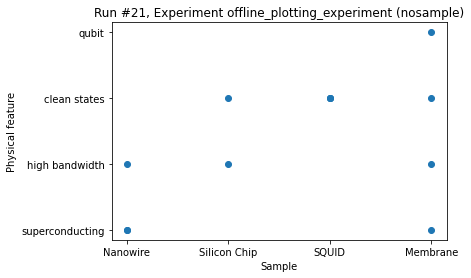 Run #21, Experiment offline_plotting_experiment (nosample)
qubit
clean states
high bandwidth
superconducting
Physical feature
Nanowire
Silicon Chip
SQUID
Membrane
Sample